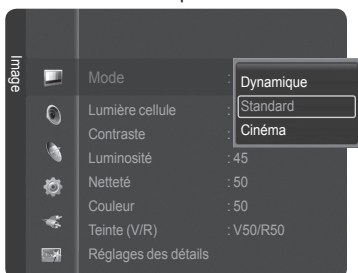 Image
Mode :
Dynamique
Standard
Cinéma
Lumière cellule :
Contraste :
Luminosité : 45
Netteté : 50
Couleur : 50
Teinte (V/R) : V50/R50
Réglages des détails